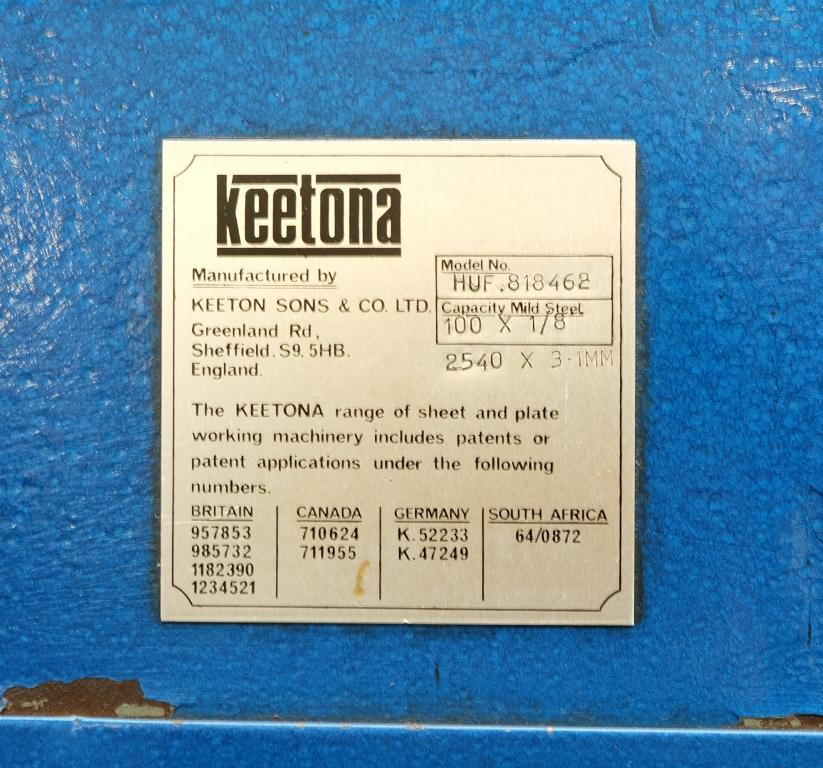 keetona
Manufactured by
KEETON SONS & CO. LTD.
Greenland Rd,
Sheffield. S9. 5HB.
England.
Model No.
HUF.818462
Capacity Mild Steel
100 X 1/8
2540 X 3·1MM
The KEETONA range of sheet and plate
working machinery includes patents or
patent applications under the following
numbers.
BRITAIN
957853
985732
1182390
1234521
CANADA
710624
711955
GERMANY
K.52233
K.47249
SOUTH AFRICA
64/0872